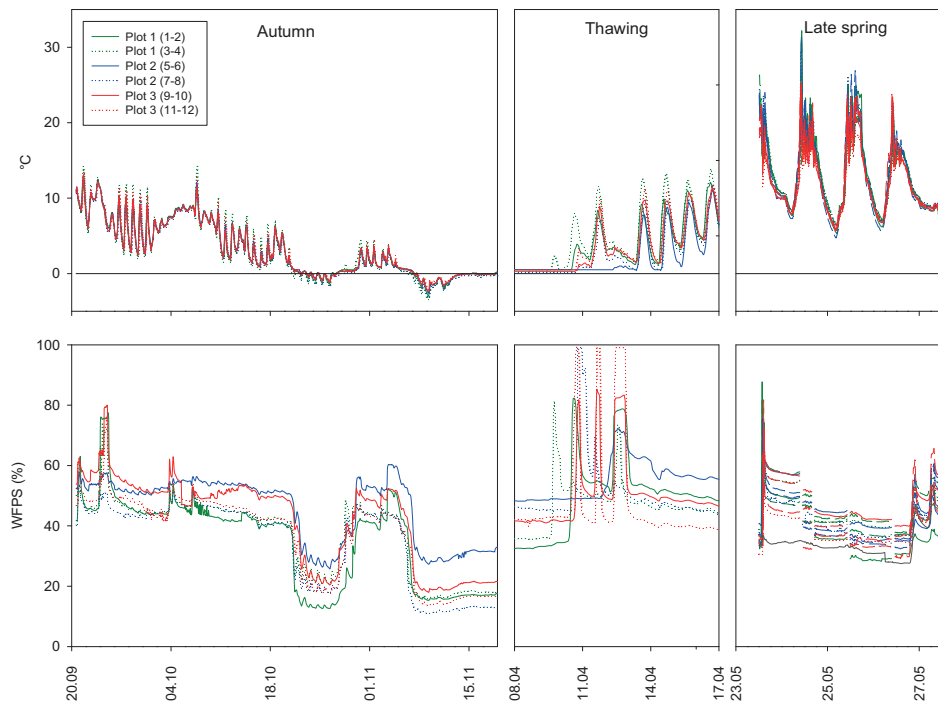 Autumn
Thawing
Late spring
Plot 1 (1-2)
Plot 1 (3-4)
Plot 2 (5-6)
Plot 2 (7-8)
Plot 3 (9-10)
Plot 3 (11-12)
30
20
10
0
°C
100
80
60
40
20
0
WFPS (%)
20.09
04.10
18.10
01.11
15.11
08.04
11.04
14.04
17.04
23.05
25.05
27.05